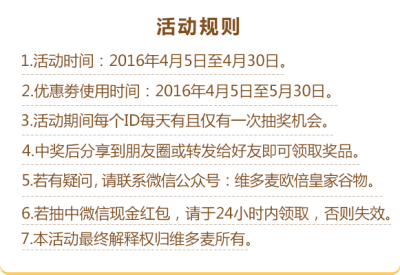 活动规则
1.活动时间：2016年4月5日至4月30日。
2.优惠劵使用时间：2016年4月5日至5月30日。
3.活动期间每个ID每天有且仅有一次抽奖机会。
4.中奖后分享到朋友圈或转发给好友即可领取奖品。
5.若有疑问,请联系微信公众号：维多麦欧倍皇家谷物。
6.若抽中微信现金红包，请于24小时内领取，否则失效。
7.本活动最终解释权归维多麦所有。